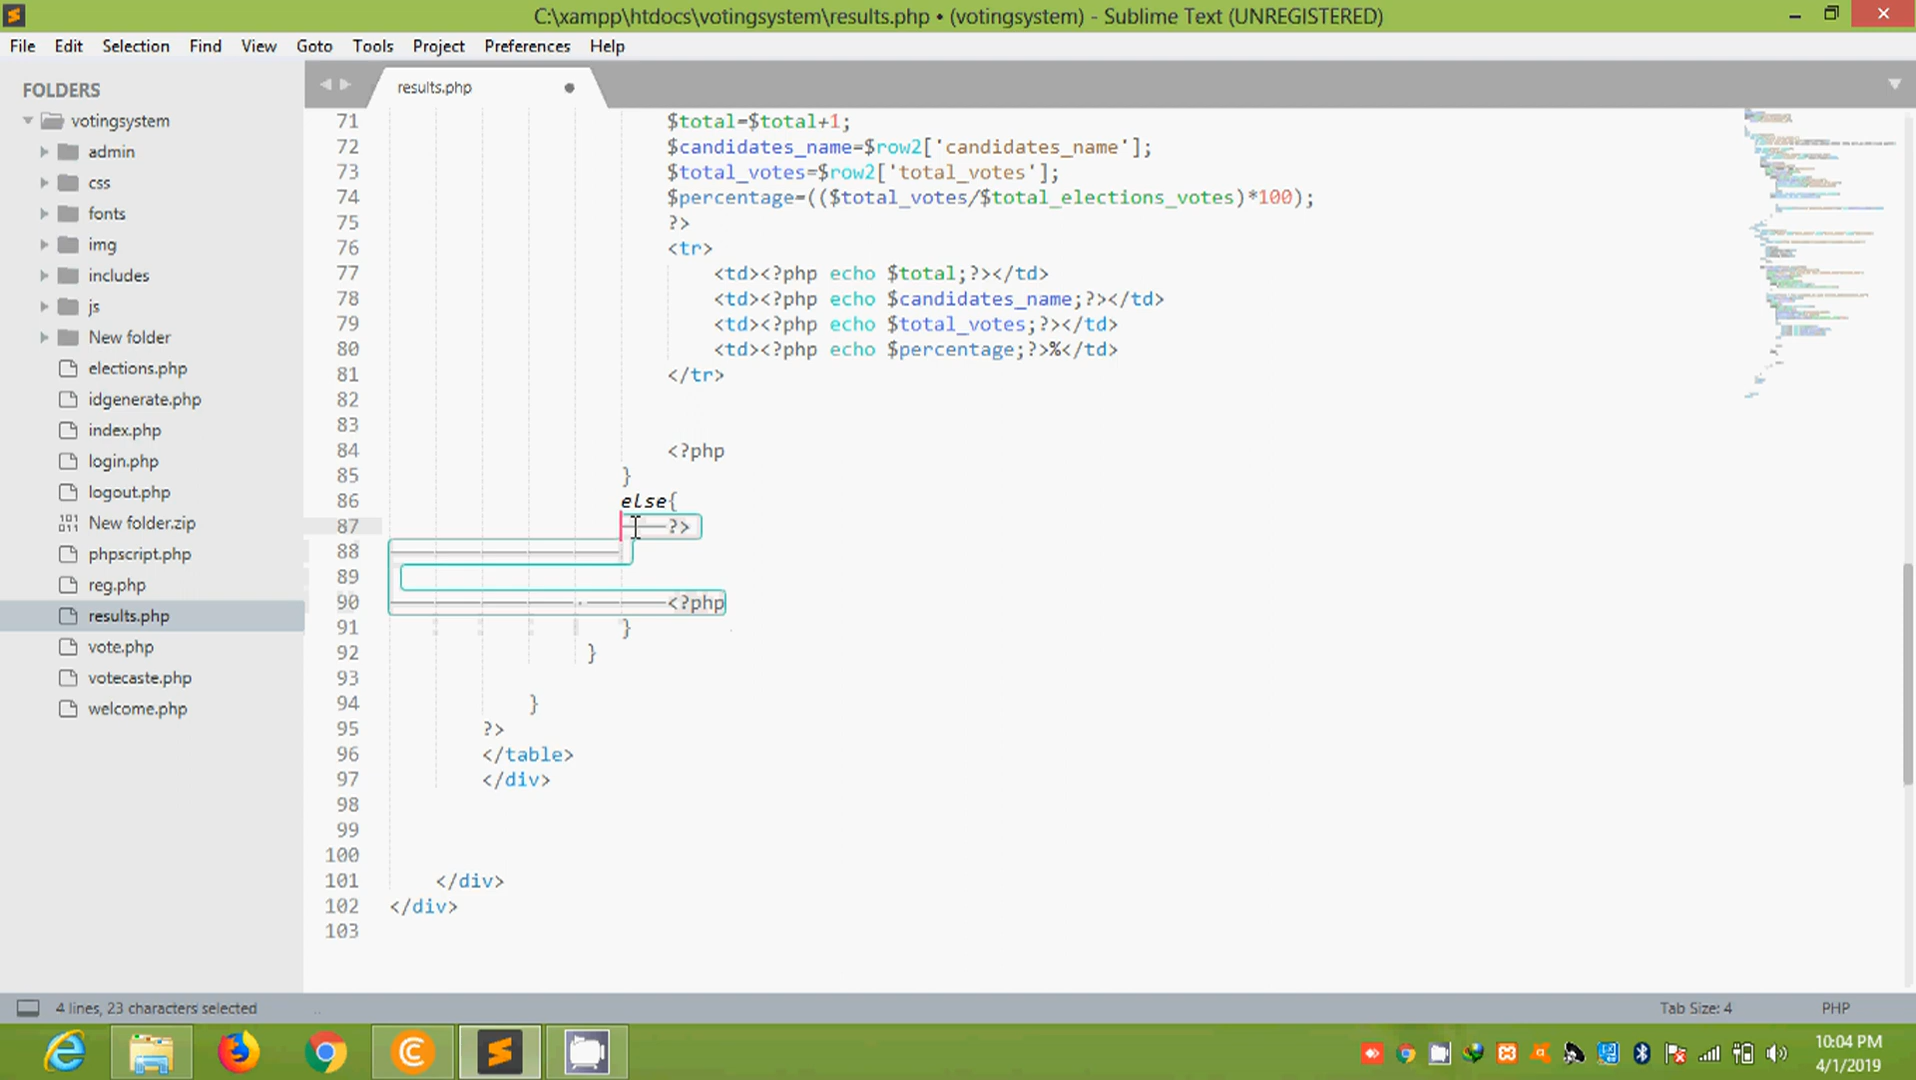 C:\xampp\htdocs\votingsystem\results.php • (votingsystem) - Sublime Text (UNREGISTERED)
File Edit Selection Find View Goto Tools Project Preferences Help
FOLDERS
votingsystem
admin
css
fonts
img
includes
js
New folder
elections.php
idgenerate.php
index.php
login.php
logout.php
New folder.zip
phpscript.php
reg.php
results.php
vote.php
votecaste.php
welcome.php
results.php
71 $total=$total+1;
72 $candidates_name=$row2['candidates_name'];
73 $total_votes=$row2['total_votes'];
74 $percentage=(($total_votes/$total_elections_votes)*100);
75 ?>
76 <tr>
77 <td><?php echo $total;?></td>
78 <td><?php echo $candidates_name;?></td>
79 <td><?php echo $total_votes;?></td>
80 <td><?php echo $percentage;?>%</td>
81 </tr>
82
83
84 <?php
85 }
86 else{
87 ?>
88
89
90 <?php
91 }
92 }
93
94 }
95 ?>
96 </table>
97 </div>
98
99
100
101 </div>
102 </div>
103
4 lines, 23 characters selected
Tab Size: 4
PHP
10:04 PM
4/1/2019